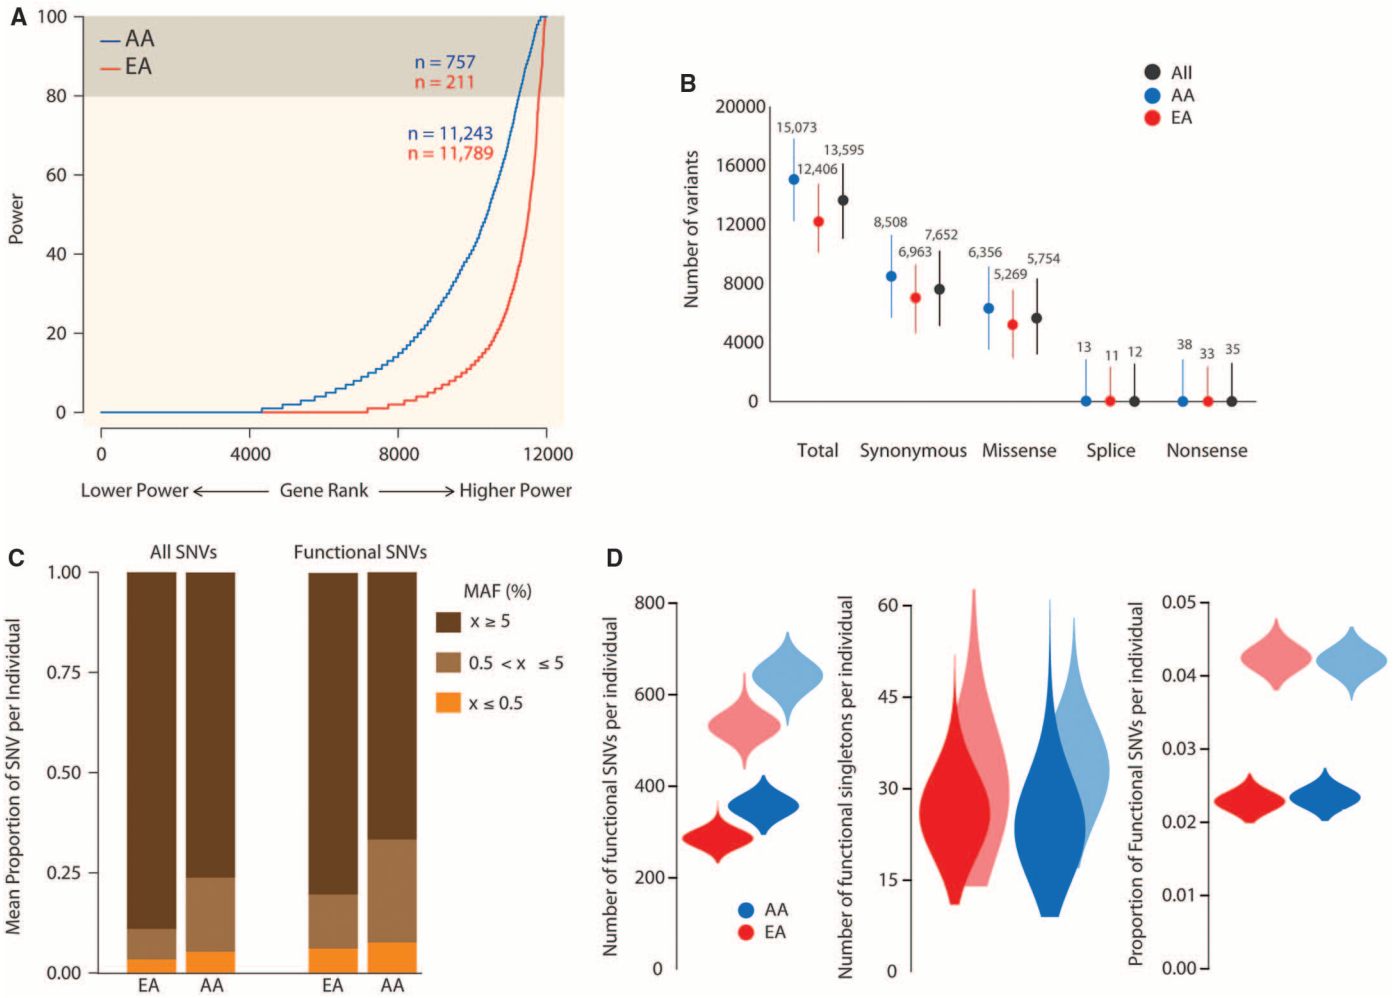 A
100
80
60
40
20
0
Power
AA
EA
n = 757
n = 211
n = 11,243
n = 11,789
0 4000 8000 12000
Lower Power Gene Rank Higher Power
B
All
AA
EA
20000
16000
12000
8000
4000
0
Number of variants
15,073
12,406
13,595
8,508
6,963
7,652
6,356
5,269
5,754
13
11
12
38
33
35
Total Synonymous Missense Splice Nonsense
C
All SNVs Functional SNVs
1.00
0.75
0.50
0.25
0.00
Mean Proportion of SNV per Individual
MAF (%)
x ≥ 5
0.5 < x ≤ 5
x ≤ 0.5
EA AA EA AA
D
800
600
400
200
0
Number of functional SNVs per individual
AA
EA
60
45
30
15
0
Number of functional singletons per individual
0.05
0.04
0.03
0.02
0.01
0.00
Proportion of Functional SNVs per individual